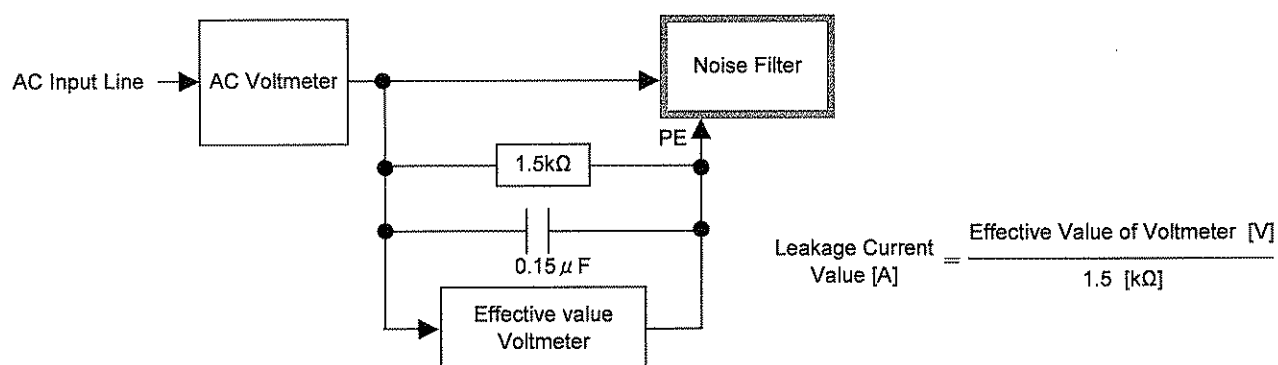 AC Input Line
AC Voltmeter
Noise Filter
PE
1.5kΩ
0.15μF
Effective value
Voltmeter
Leakage Current
Value [A]
=
Effective Value of Voltmeter [V]
1.5 [kΩ]